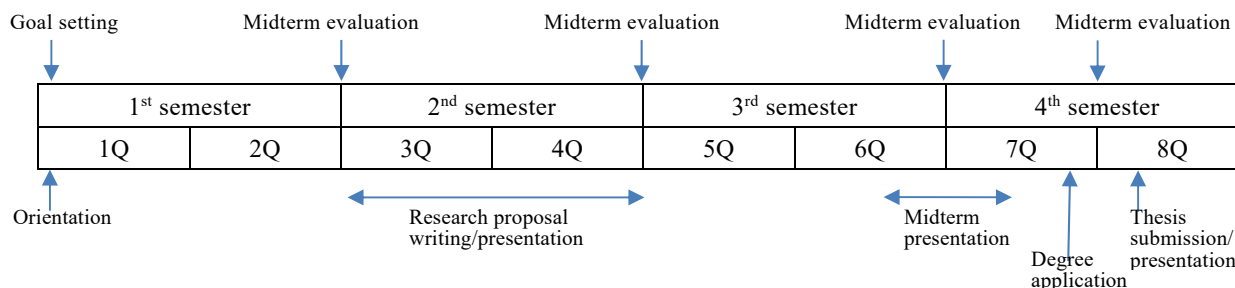 Goal setting
Midterm evaluation
Midterm evaluation
Midterm evaluation
Midterm evaluation
1st semester
2nd semester
3rd semester
4th semester
1Q
2Q
3Q
4Q
5Q
6Q
7Q
8Q
Orientation
Research proposal
writing/presentation
Midterm
presentation
Degree
application
Thesis
submission/
presentation